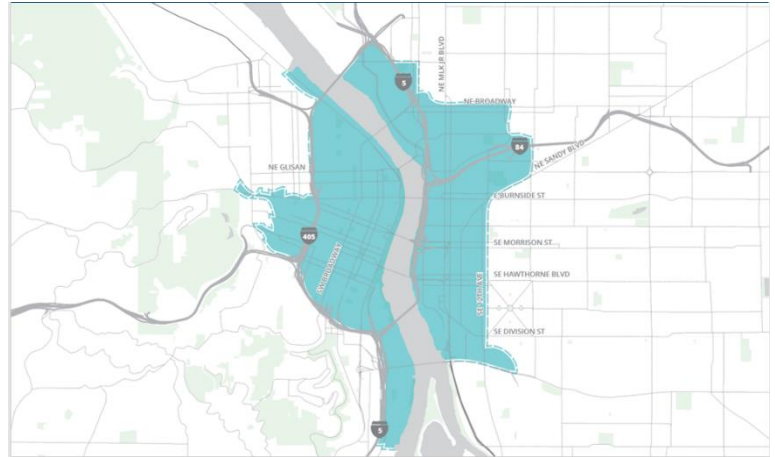 NE MLK JR BLVD
5
NE BROADWAY
84
NE SANDY BLVD
NE GLISAN
E BURNSIDE ST
405
SW BROADWAY
SE MORRISON ST
SE 12TH AVE
SE HAWTHORNE BLVD
SE DIVISION ST
5